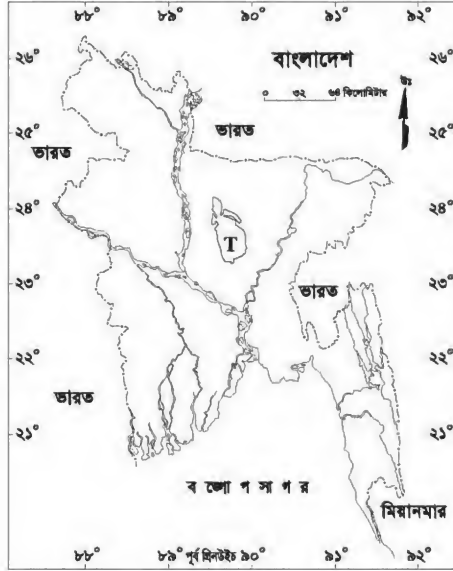 ৮৮° ৮৯° ৯০° ৯১° ৯২°
বাংলাদেশ
০ ৩২ ৬৪ কিলোমিটার
উঃ
২৬° ২৬°
ভারত
২৫° ২৫°
ভারত
২৪° ২৪°
T
২৩° ২৩°
ভারত
২২° ২২°
ভারত
২১° ২১°
ব ঙ্গো প সা গ র
মিয়ানমার
৮৮° ৮৯° ৯০° ৯১° ৯২°
পূর্ব গ্রিনউইচ